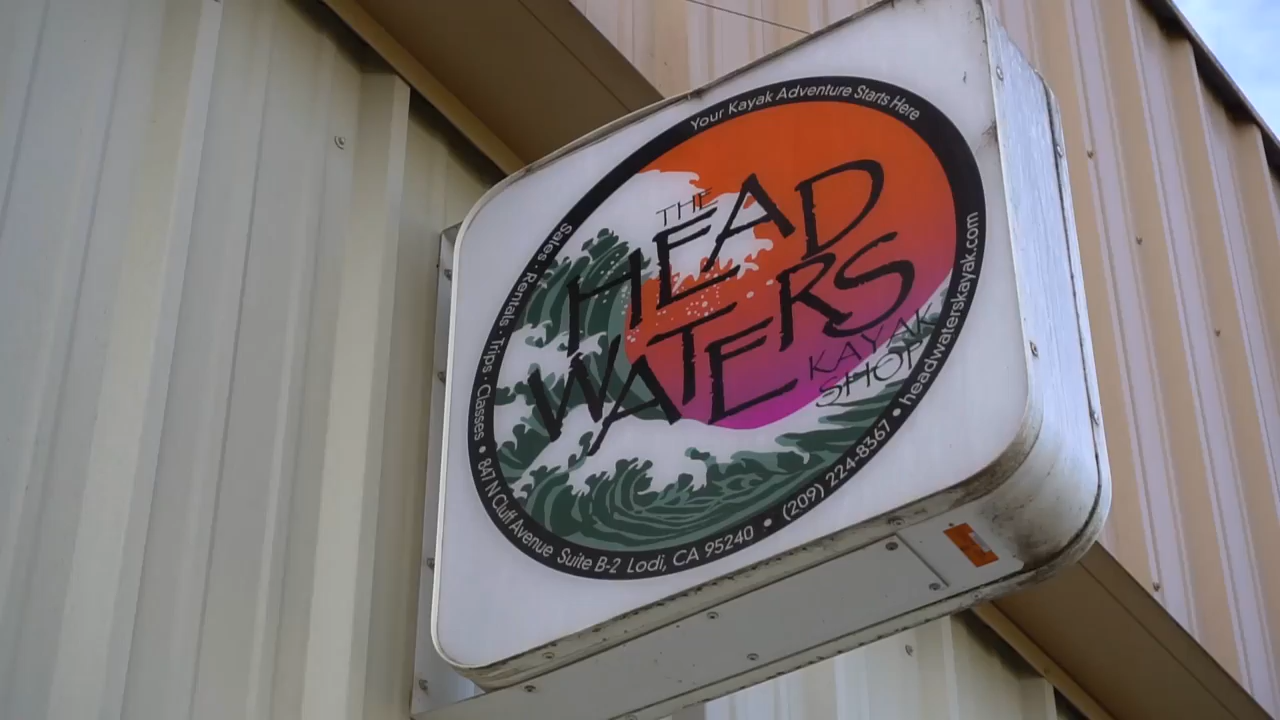 Your Kayak Adventure Starts Here
THE
HEAD
WATERS
KAYAK
SHOP
Sales · Rentals · Trips · Classes • 847 N Cluff Avenue Suite B-2 Lodi, CA 95240 • (209) 224-8367 • headwaterskayak.com